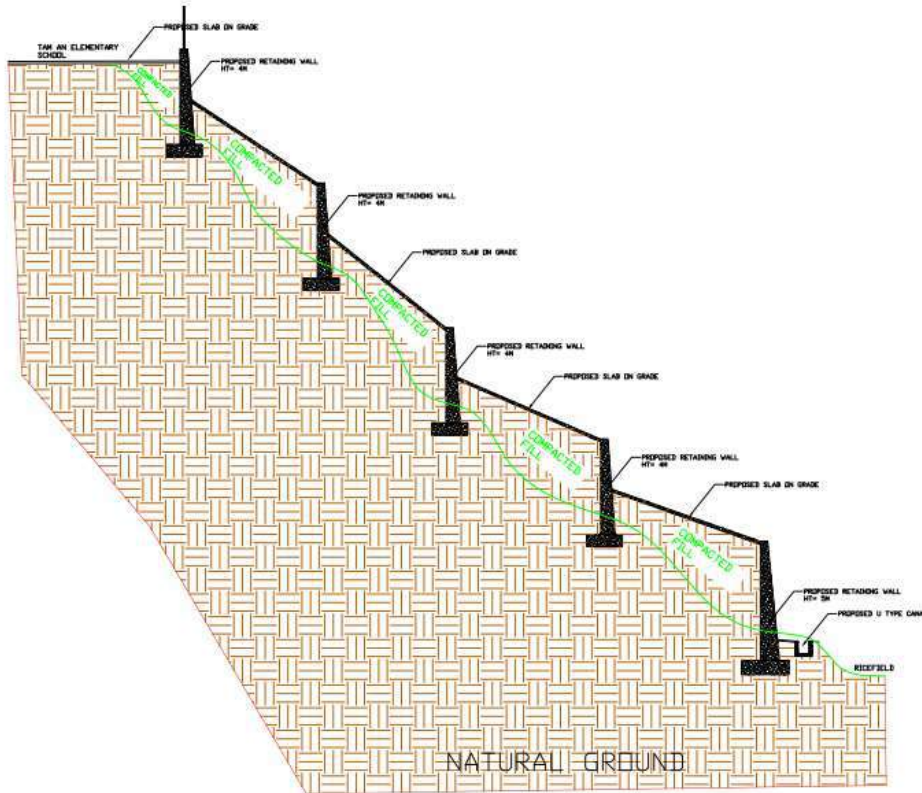 PROPOSED SLAB ON GRADE
TAM AN ELEMENTARY
SCHOOL
PROPOSED RETAINING WALL
HT= 4M
COMPACTED
FILL
COMPACTED
FILL
PROPOSED RETAINING WALL
HT= 4M
PROPOSED SLAB ON GRADE
COMPACTED
FILL
PROPOSED RETAINING WALL
HT= 4M
PROPOSED SLAB ON GRADE
COMPACTED
FILL
PROPOSED RETAINING WALL
HT= 4M
PROPOSED SLAB ON GRADE
COMPACTED
FILL
PROPOSED RETAINING WALL
HT= 5M
PROPOSED U TYPE CANA
RICEFIELD
NATURAL GROUND